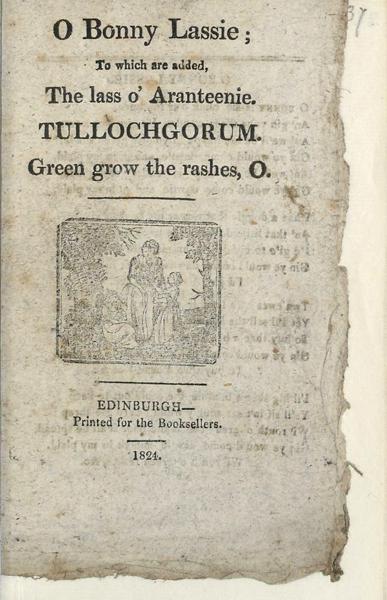 37.
O Bonny Lassie;
To which are added,
The lass o' Aranteenie.
TULLOCHGORUM.
Green grow the rashes, O.
EDINBURGH—
Printed for the Booksellers.
1824.